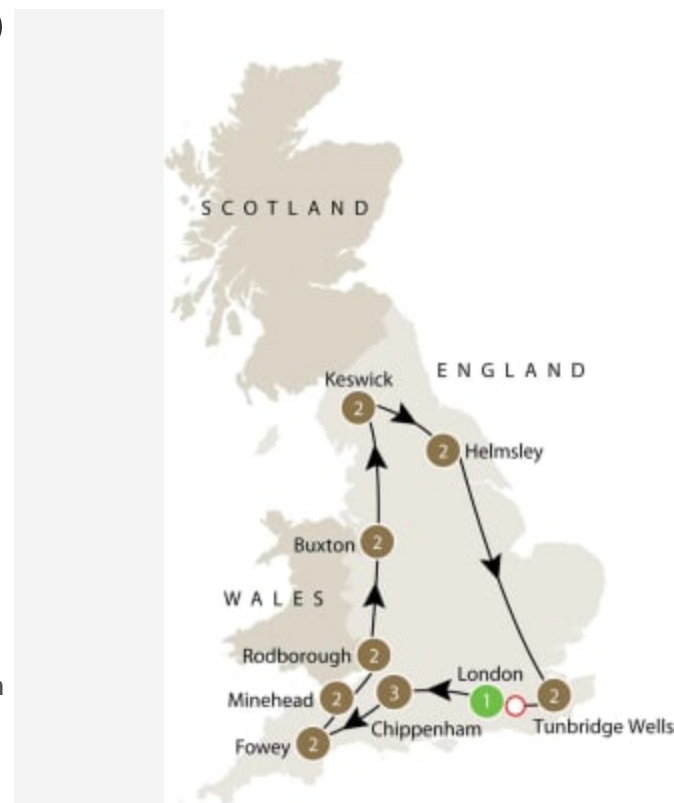 )
SCOTLAND
ENGLAND
Keswick
2
2 Helmsley
Buxton 2
WALES
Rodborough 2
London
Minehead 2
3
1
2
Chippenham
Tunbridge Wells
Fowey 2
n